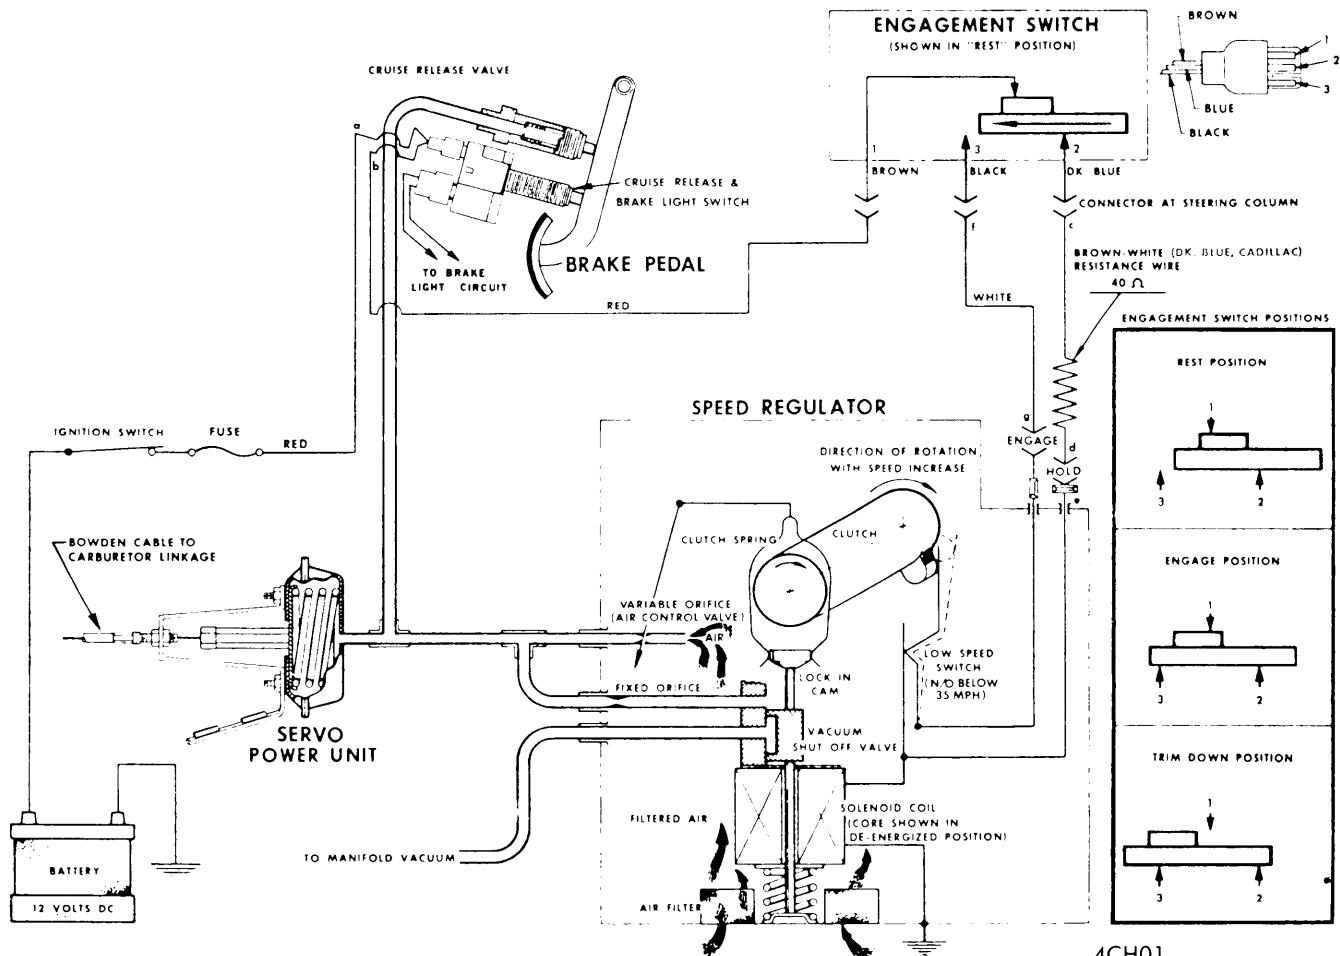 ENGAGEMENT SWITCH
(SHOWN IN "REST" POSITION)
BROWN
1
2
3
BLUE
BLACK
CRUISE RELEASE VALVE
a
b
1
3
2
BROWN
BLACK
DK BLUE
CRUISE RELEASE &
BRAKE LIGHT SWITCH
CONNECTOR AT STEERING COLUMN
f
c
TO BRAKE
LIGHT CIRCUIT
BRAKE PEDAL
BROWN-WHITE (DK. BLUE, CADILLAC)
RESISTANCE WIRE
40 Ω
RED
WHITE
ENGAGEMENT SWITCH POSITIONS
REST POSITION
1
3
2
ENGAGE POSITION
1
3
2
TRIM DOWN POSITION
1
3
2
SPEED REGULATOR
g
ENGAGE
d
HOLD
e
IGNITION SWITCH
FUSE
RED
DIRECTION OF ROTATION
WITH SPEED INCREASE
CLUTCH SPRING
CLUTCH
BOWDEN CABLE TO
CARBURETOR LINKAGE
VARIABLE ORIFICE
(AIR CONTROL VALVE)
AIR
LOW SPEED
SWITCH
(N/O BELOW
35 MPH)
LOCK IN
CAM
FIXED ORIFICE
SERVO
POWER UNIT
VACUUM
SHUT OFF VALVE
SOLENOID COIL
(CORE SHOWN IN
DE-ENERGIZED POSITION)
FILTERED AIR
TO MANIFOLD VACUUM
AIR FILTER
BATTERY
12 VOLTS DC
4CH01